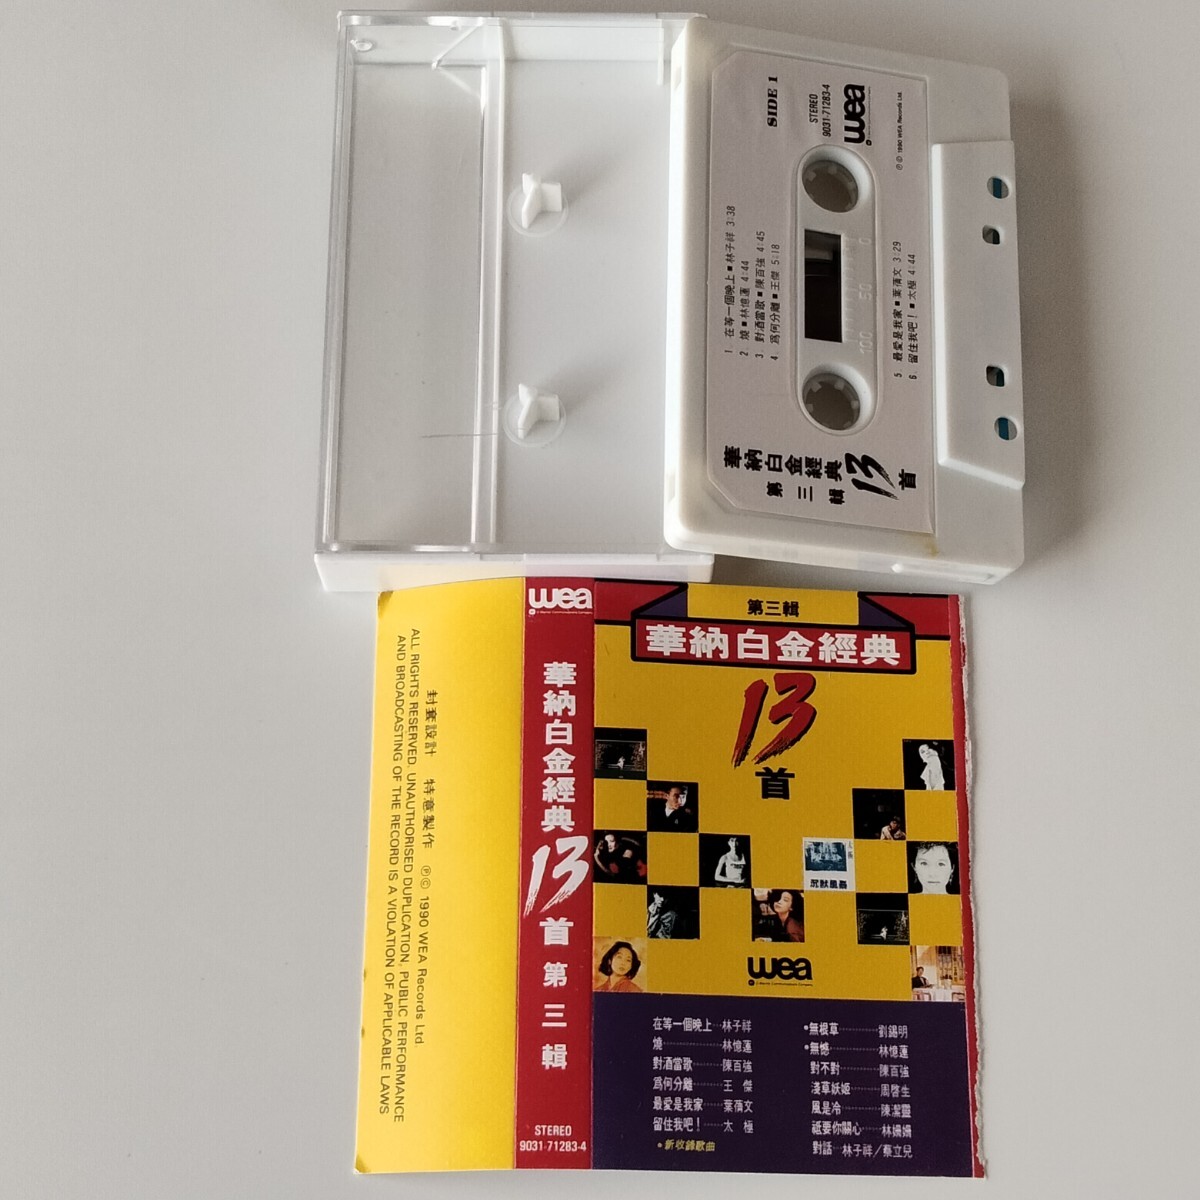 SIDE 1
STEREO
9031-71283-4
wea
℗ © 1990 WEA Records Ltd.
1. 在等一個晚上■林子祥 3:38
2. 燒■林憶蓮 4:44
3. 對酒當歌■陳百強 4:45
4. 爲何分離■王傑 5:18
5 最愛是我家■葉蒨文 3:29
6. 留住我吧!■太極 4:44
100 50 0
華納白金經典
13首
第三輯
ALL RIGHTS RESERVED. UNAUTHORISED DUPLICATION, PUBLIC PERFORMANCE
AND BROADCASTING OF THE RECORD IS A VIOLATION OF APPLICABLE LAWS
封套設計 特意製作 ℗© 1990 WEA Records Ltd.
wea
華納白金經典13首 第三輯
STEREO
9031-71283-4
第三輯
華納白金經典
13
首
沉默風暴
wea
在等一個晚上…林子祥
燒………林憶蓮
對酒當歌……陳百強
爲何分離……王 傑
最愛是我家……葉蒨文
留住我吧!……太 極
•新收錄歌曲
•無根草………劉錫明
•無憾………林憶蓮
對不對………陳百強
淺草妖姬……周啓生
風是冷………陳潔靈
祗要你關心…林姍姍
對話…林子祥/蔡立兒